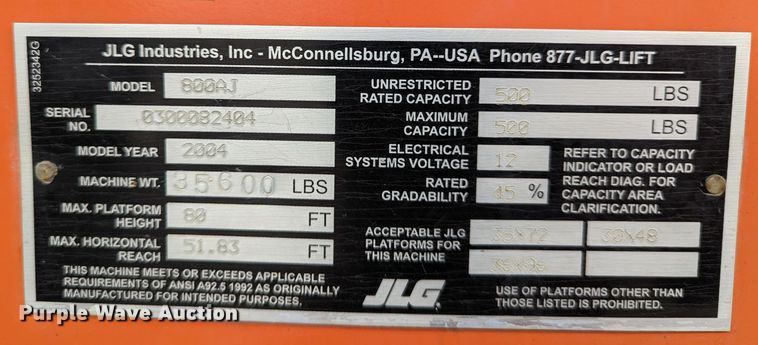 3252342G
JLG Industries, Inc - McConnellsburg, PA--USA Phone 877-JLG-LIFT
MODEL 800AJ
SERIAL NO. 0300082404
MODEL YEAR 2004
MACHINE WT. 35600 LBS
MAX. PLATFORM HEIGHT 80 FT
MAX. HORIZONTAL REACH 51.83 FT
THIS MACHINE MEETS OR EXCEEDS APPLICABLE
REQUIREMENTS OF ANSI A92.5 1992 AS ORIGINALLY
MANUFACTURED FOR INTENDED PURPOSES.
UNRESTRICTED
RATED CAPACITY 500 LBS
MAXIMUM
CAPACITY 500 LBS
ELECTRICAL
SYSTEMS VOLTAGE 12
RATED
GRADABILITY 45 %
REFER TO CAPACITY
INDICATOR OR LOAD
REACH DIAG. FOR
CAPACITY AREA
CLARIFICATION.
ACCEPTABLE JLG
PLATFORMS FOR
THIS MACHINE
36X72 30X48
36X96
JLG.
USE OF PLATFORMS OTHER THAN
THOSE LISTED IS PROHIBITED.
Purple Wave Auction